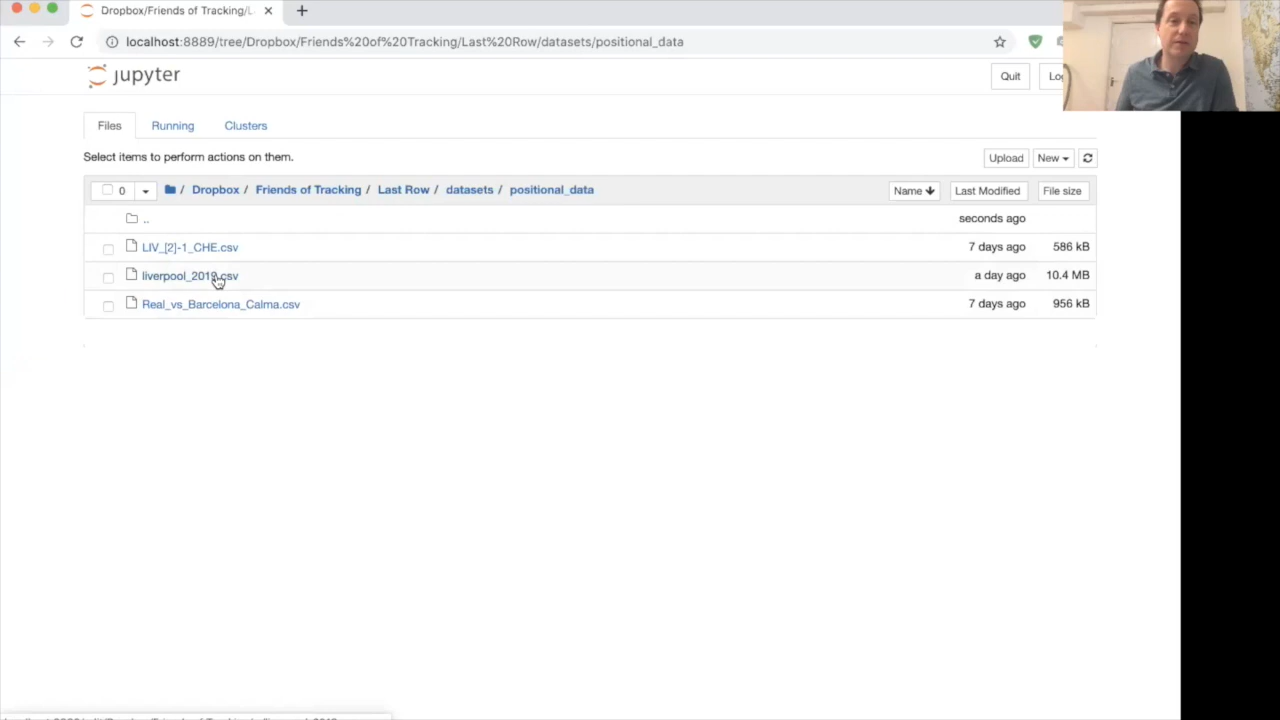 Dropbox/Friends of Tracking/L
localhost:8889/tree/Dropbox/Friends%20of%20Tracking/Last%20Row/datasets/positional_data
jupyter
Quit
Files Running Clusters
Select items to perform actions on them.
Upload New
0 / Dropbox / Friends of Tracking / Last Row / datasets / positional_data Name Last Modified File size
.. seconds ago
LIV_[2]-1_CHE.csv 7 days ago 586 kB
liverpool_2019.csv a day ago 10.4 MB
Real_vs_Barcelona_Calma.csv 7 days ago 956 kB